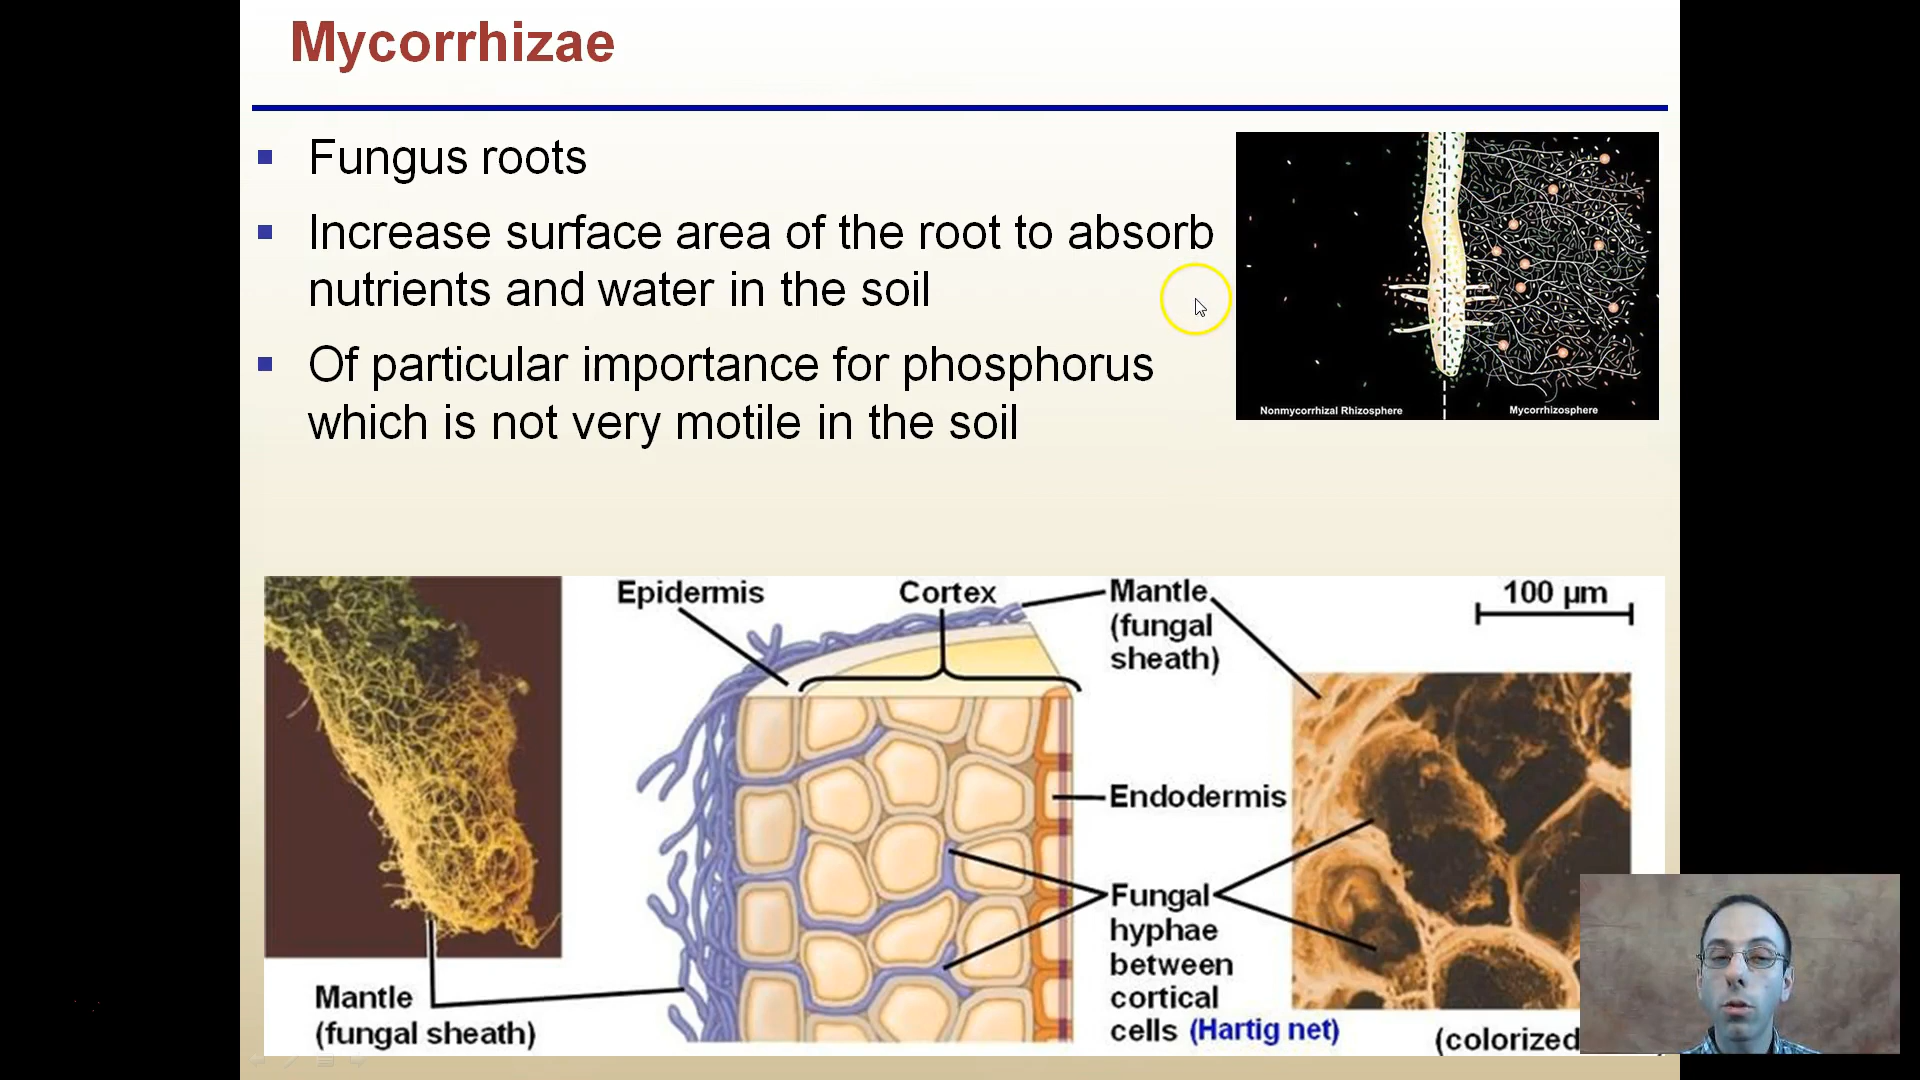 Mycorrhizae
Fungus roots
Increase surface area of the root to absorb
nutrients and water in the soil
Of particular importance for phosphorus
which is not very motile in the soil
Nonmycorrhizal Rhizosphere
Mycorrhizosphere
Epidermis
Cortex
Mantle
(fungal
sheath)
100 µm
Endodermis
Fungal
hyphae
between
cortical
cells (Hartig net)
Mantle
(fungal sheath)
(colorized